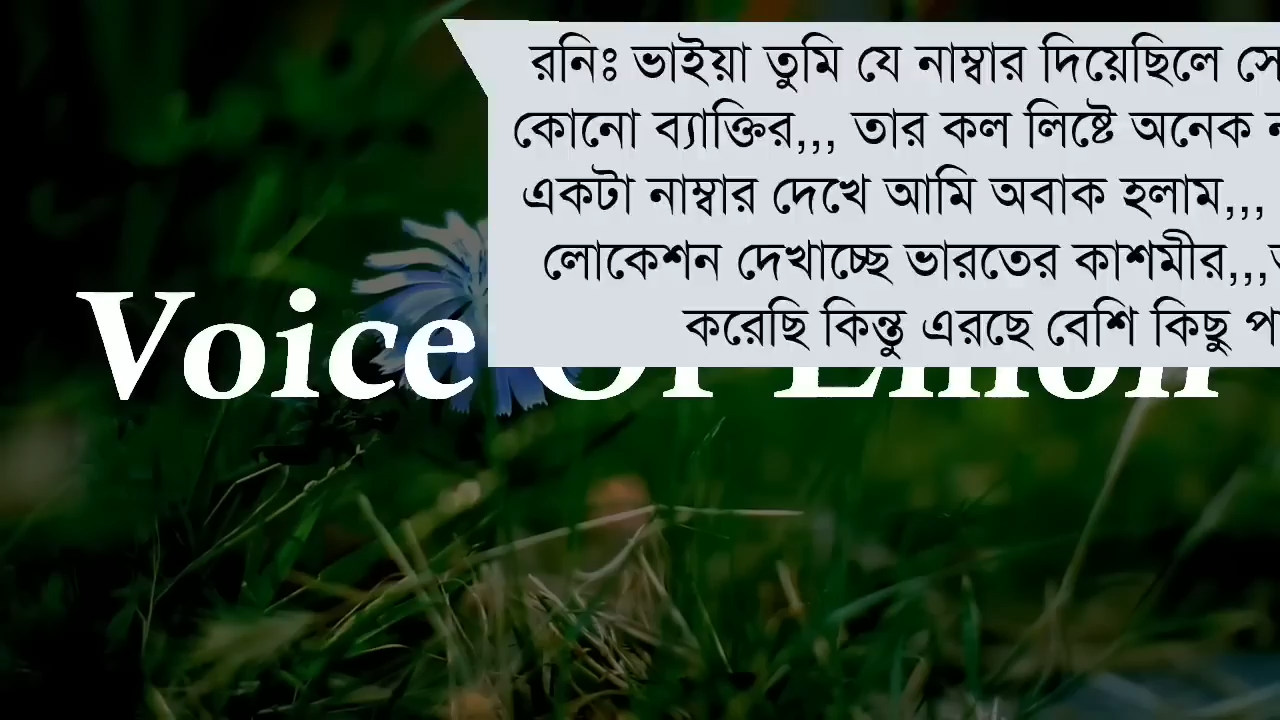 রনিঃ ভাইয়া তুমি যে নাম্বার দিয়েছিলে
কোনো ব্যাক্তির,,, তার কল লিষ্টে অনেক
একটা নাম্বার দেখে আমি অবাক হলাম,,,
লোকেশন দেখাচ্ছে ভারতের কাশমীর,,,
করেছি কিন্তু এরছে বেশি কিছু
Voice